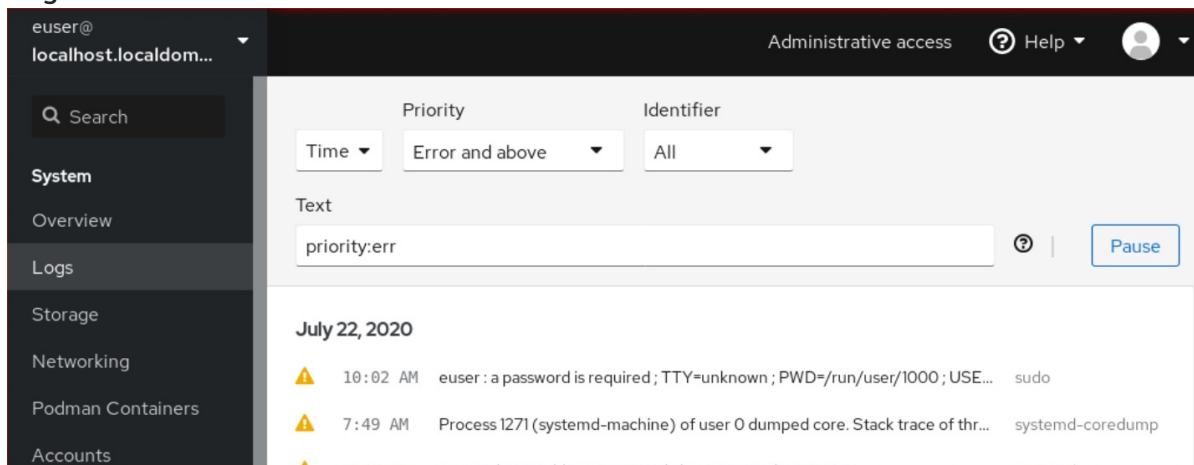 euser@
localhost.localdom...
Administrative access
Help
Search
System
Overview
Logs
Storage
Networking
Podman Containers
Accounts
Priority
Identifier
Time
Error and above
All
Text
priority:err
Pause
July 22, 2020
10:02 AM euser : a password is required ; TTY=unknown ; PWD=/run/user/1000 ; USE... sudo
7:49 AM Process 1271 (systemd-machine) of user 0 dumped core. Stack trace of thr... systemd-coredump